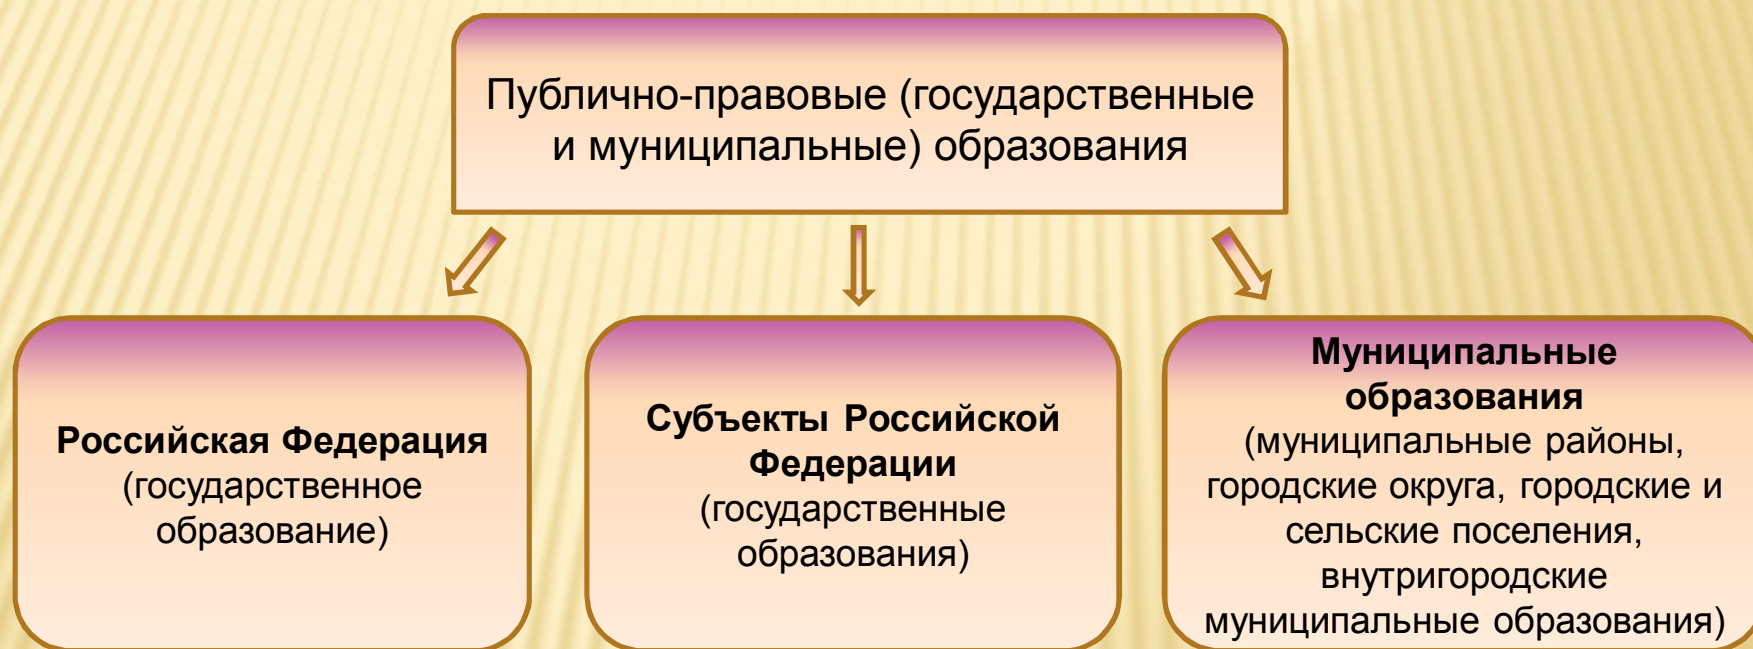 Публично-правовые (государственные
и муниципальные) образования
Российская Федерация
(государственное
образование)
Субъекты Российской
Федерации
(государственные
образования)
Муниципальные
образования
(муниципальные районы,
городские округа, городские и
сельские поселения,
внутригородские
муниципальные образования)